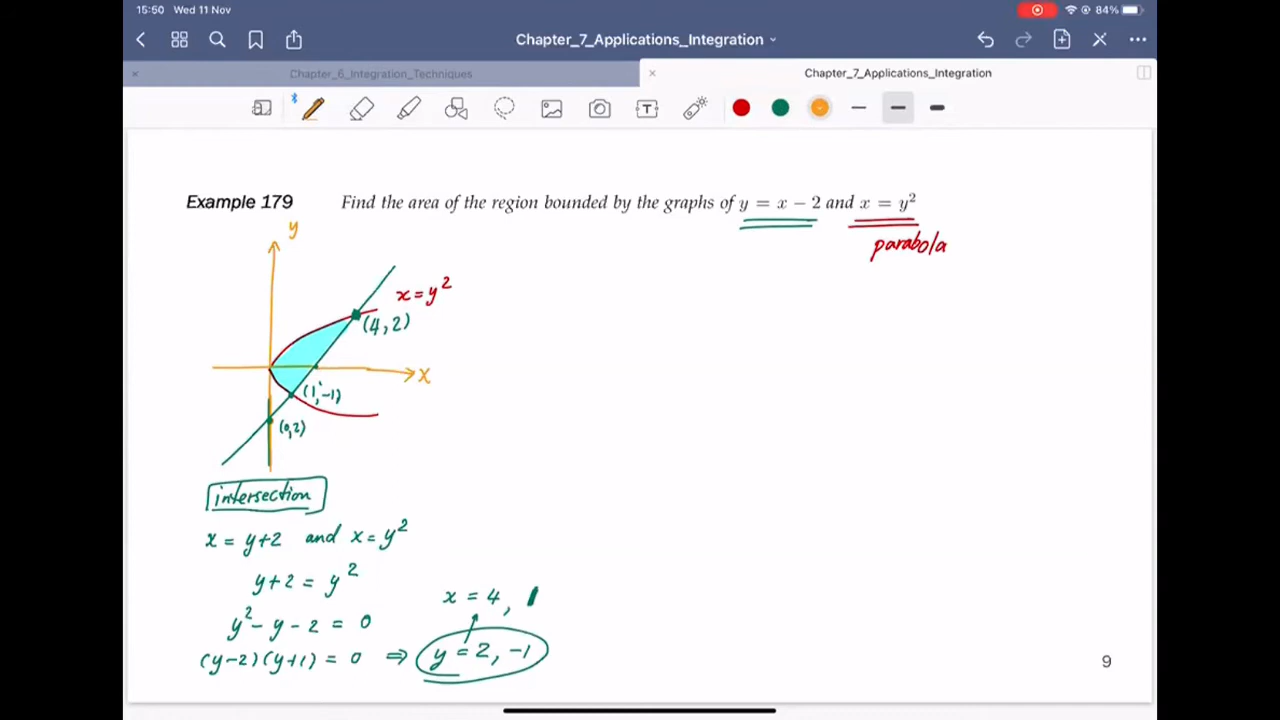 15:50 Wed 11 Nov 84%
Chapter_7_Applications_Integration
Chapter_6_Integration_Techniques
Chapter_7_Applications_Integration
Example 179 Find the area of the region bounded by the graphs of y = x − 2 and x = y²
parabola
y
x = y²
(4, 2)
x
(1, -1)
(0, 2)
intersection
x = y+2 and x = y²
y+2 = y²
y² - y - 2 = 0
x = 4, 1
(y-2)(y+1) = 0 ⇒ y = 2, -1
9